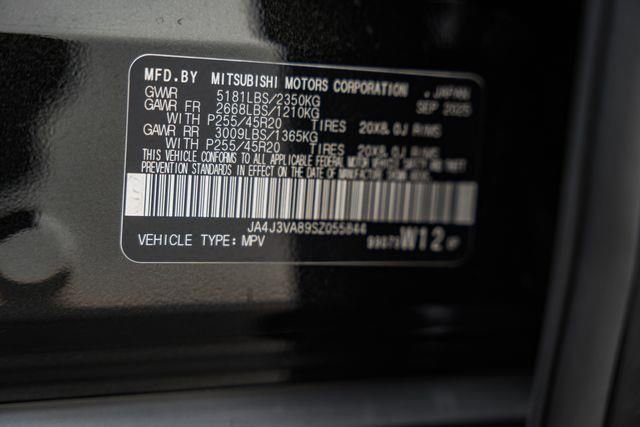 MFD.BY MITSUBISHI MOTORS CORPORATION . JAPAN
GVWR 5181LBS/2350KG SEP 2025
GAWR FR 2668LBS/1210KG
WITH P255/45R20 TIRES 20X8.0J RIMS
GAWR RR 3009LBS/1365KG
WITH P255/45R20 TIRES 20X8.0J RIMS
THIS VEHICLE CONFORMS TO ALL APPLICABLE FEDERAL MOTOR VEHICLE SAFETY AND THEFT
PREVENTION STANDARDS IN EFFECT ON THE DATE OF MANUFACTURE SHOWN ABOVE.
JA4J3VA89SZ055844
VEHICLE TYPE: MPV W12